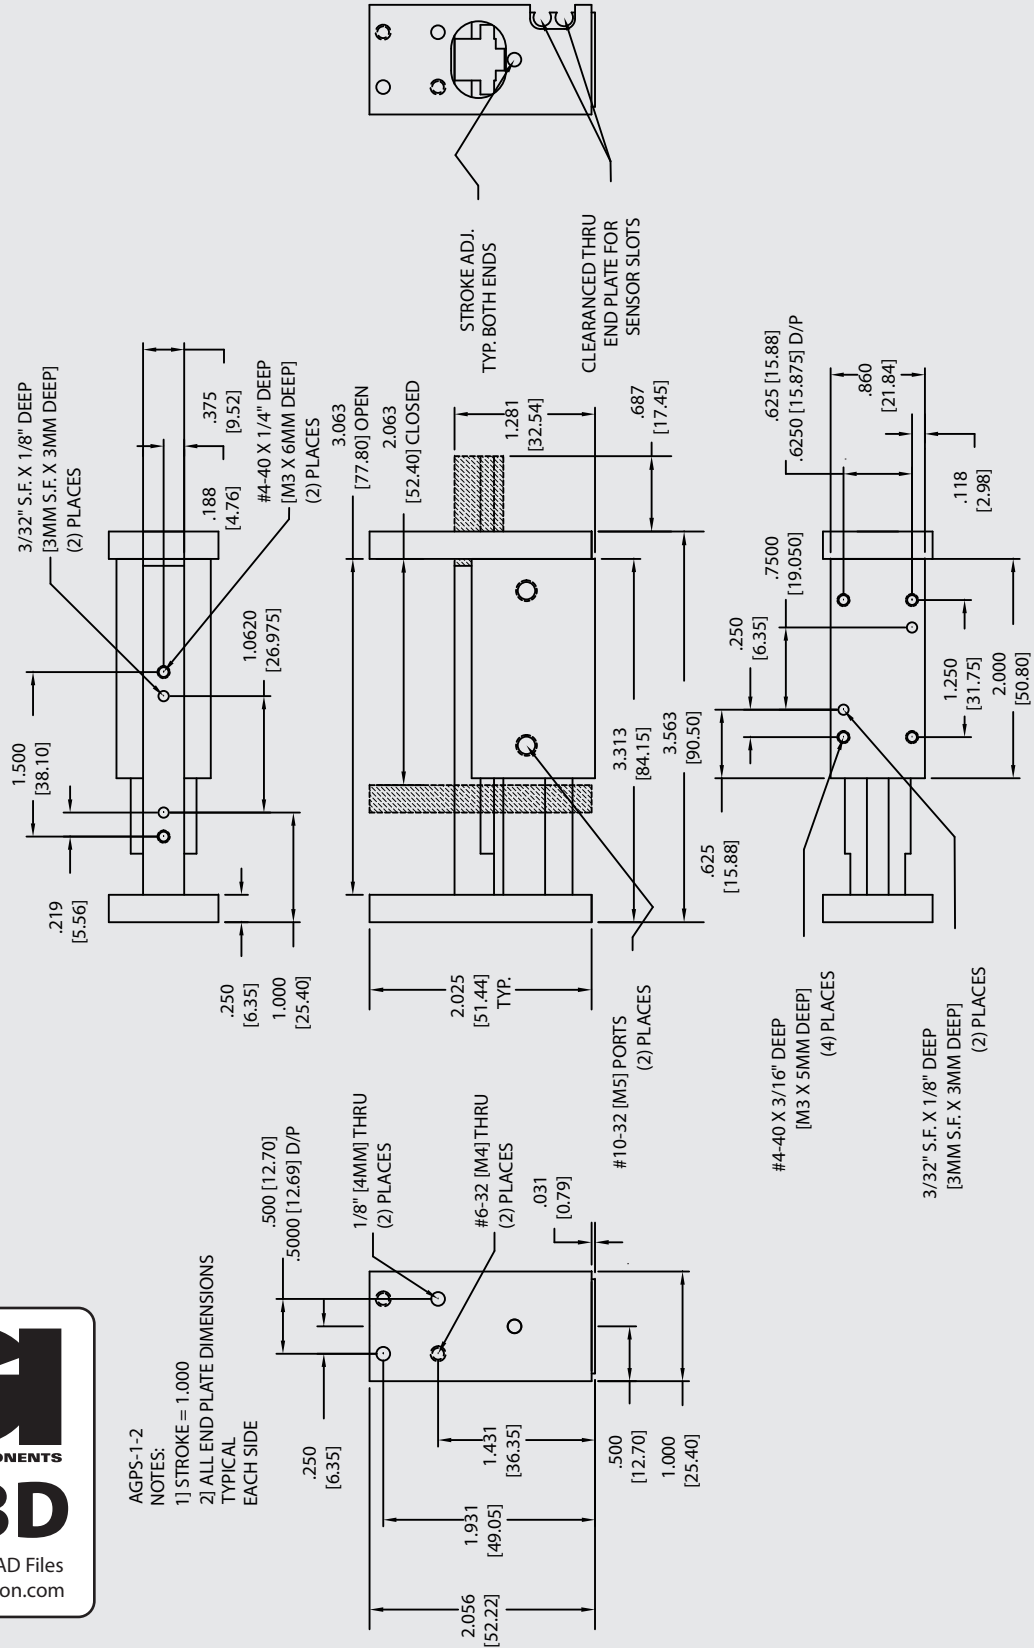 ONENTS
3D
AD Files
on.com
AGPS-1-2
NOTES:
1] STROKE = 1.000
2] ALL END PLATE DIMENSIONS
TYPICAL
EACH SIDE
2.056
[52.22]
1.931
[49.05]
1.431
[36.35]
.250
[6.35]
.500
[12.70]
1.000
[25.40]
.031
[0.79]
.500 [12.70]
.5000 [12.69] D/P
1/8" [4MM] THRU
(2) PLACES
#6-32 [M4] THRU
(2) PLACES
3/32" S.F. X 1/8" DEEP
[3MM S.F. X 3MM DEEP]
(2) PLACES
1.500
[38.10]
.219
[5.56]
.250
[6.35]
1.000
[25.40]
1.0620
[26.975]
.188
[4.76]
.375
[9.52]
#4-40 X 1/4" DEEP
[M3 X 6MM DEEP]
(2) PLACES
3.063
[77.80] OPEN
2.063
[52.40] CLOSED
2.025
[51.44]
TYP.
1.281
[32.54]
.687
[17.45]
3.313
[84.15]
3.563
[90.50]
#10-32 [M5] PORTS
(2) PLACES
STROKE ADJ.
TYP. BOTH ENDS
CLEARANCED THRU
END PLATE FOR
SENSOR SLOTS
.625
[15.88]
.250
[6.35]
.7500
[19.050]
.625 [15.88]
.6250 [15.875] D/P
.860
[21.84]
.118
[2.98]
1.250
[31.75]
2.000
[50.80]
#4-40 X 3/16" DEEP
[M3 X 5MM DEEP]
(4) PLACES
3/32" S.F. X 1/8" DEEP
[3MM S.F. X 3MM DEEP]
(2) PLACES